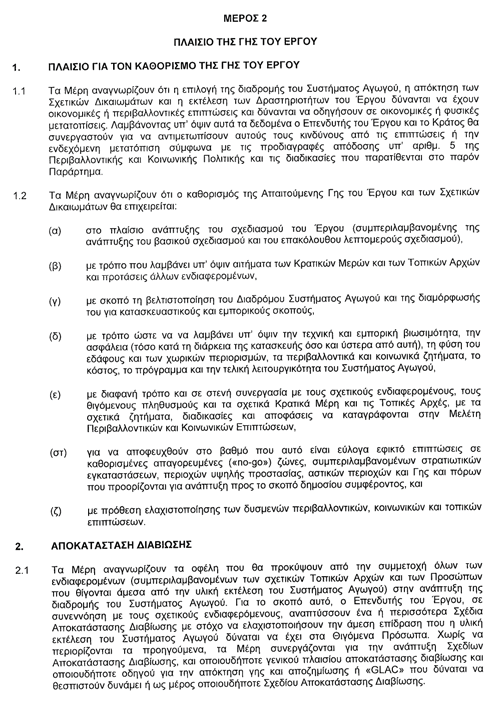 ΜΕΡΟΣ 2
ΠΛΑΙΣΙΟ ΤΗΣ ΓΗΣ ΤΟΥ ΕΡΓΟΥ
1. ΠΛΑΙΣΙΟ ΓΙΑ ΤΟΝ ΚΑΘΟΡΙΣΜΟ ΤΗΣ ΓΗΣ ΤΟΥ ΕΡΓΟΥ
1.1 Τα Μέρη αναγνωρίζουν ότι η επιλογή της διαδρομής του Συστήματος Αγωγού, η απόκτηση των
Σχετικών Δικαιωμάτων και η εκτέλεση των Δραστηριοτήτων του Έργου δύνανται να έχουν
οικονομικές ή περιβαλλοντικές επιπτώσεις και δύνανται να οδηγήσουν σε οικονομικές ή φυσικές
μετατοπίσεις. Λαμβάνοντας υπ' όψιν αυτά τα δεδομένα ο Επενδυτής του Έργου και το Κράτος θα
συνεργαστούν για να αντιμετωπίσουν αυτούς τους κινδύνους από τις επιπτώσεις ή την
ενδεχόμενη μετατόπιση σύμφωνα με τις προδιαγραφές απόδοσης υπ' αριθμ. 5 της
Περιβαλλοντικής και Κοινωνικής Πολιτικής και τις διαδικασίες που παρατίθενται στο παρόν
Παράρτημα.
1.2 Τα Μέρη αναγνωρίζουν ότι ο καθορισμός της Απαιτούμενης Γης του Έργου και των Σχετικών
Δικαιωμάτων θα επιχειρείται:
(α) στο πλαίσιο ανάπτυξης του σχεδιασμού του Έργου (συμπεριλαμβανομένης της
ανάπτυξης του βασικού σχεδιασμού και του επακόλουθου λεπτομερούς σχεδιασμού),
(β) με τρόπο που λαμβάνει υπ' όψιν αιτήματα των Κρατικών Μερών και των Τοπικών Αρχών
και προτάσεις άλλων ενδιαφερομένων,
(γ) με σκοπό τη βελτιστοποίηση του Διαδρόμου Συστήματος Αγωγού και της διαμόρφωσής
του για κατασκευαστικούς και εμπορικούς σκοπούς,
(δ) με τρόπο ώστε να να λαμβάνει υπ' όψιν την τεχνική και εμπορική βιωσιμότητα, την
ασφάλεια (τόσο κατά τη διάρκεια της κατασκευής όσο και ύστερα από αυτή), τη φύση του
εδάφους και των χωρικών περιορισμών, τα περιβαλλοντικά και κοινωνικά ζητήματα, το
κόστος, το πρόγραμμα και την τελική λειτουργικότητα του Συστήματος Αγωγού,
(ε) με διαφανή τρόπο και σε στενή συνεργασία με τους σχετικούς ενδιαφερομένους, τους
θιγόμενους πληθυσμούς και τα σχετικά Κρατικά Μέρη και τις Τοπικές Αρχές, με τα
σχετικά ζητήματα, διαδικασίες και αποφάσεις να καταγράφονται στην Μελέτη
Περιβαλλοντικών και Κοινωνικών Επιπτώσεων,
(στ) για να αποφευχθούν στο βαθμό που αυτό είναι εύλογα εφικτό επιπτώσεις σε
καθορισμένες απαγορευμένες («no-go») ζώνες, συμπεριλαμβανομένων στρατιωτικών
εγκαταστάσεων, περιοχών υψηλής προστασίας, αστικών περιοχών και Γης και πόρων
που προορίζονται για ανάπτυξη προς το σκοπό δημοσίου συμφέροντος, και
(ζ) με πρόθεση ελαχιστοποίησης των δυσμενών περιβαλλοντικών, κοινωνικών και τοπικών
επιπτώσεων.
2. ΑΠΟΚΑΤΑΣΤΑΣΗ ΔΙΑΒΙΩΣΗΣ
2.1 Τα Μέρη αναγνωρίζουν τα οφέλη που θα προκύψουν από την συμμετοχή όλων των
ενδιαφερομένων (συμπεριλαμβανομένων των σχετικών Τοπικών Αρχών και των Προσώπων
που θίγονται άμεσα από την υλική εκτέλεση του Συστήματος Αγωγού) στην ανάπτυξη της
διαδρομής του Συστήματος Αγωγού. Για το σκοπό αυτό, ο Επενδυτής του Έργου, σε
συνεννόηση με τους σχετικούς ενδιαφερόμενους, αναπτύσσουν ένα ή περισσότερα Σχέδια
Αποκατάστασης Διαβίωσης με στόχο να ελαχιστοποιήσουν την άμεση επίδραση που η υλική
εκτέλεση του Συστήματος Αγωγού δύναται να έχει στα Θιγόμενα Πρόσωπα. Χωρίς να
περιορίζονται τα προηγούμενα, τα Μέρη συνεργάζονται για την ανάπτυξη Σχεδίων
Αποκατάστασης Διαβίωσης, και οποιουδήποτε γενικού πλαισίου αποκατάστασης διαβίωσης και
οποιουδήποτε οδηγού για την απόκτηση γης και αποζημίωσης ή «GLAC» που δύναται να
θεσπιστούν δυνάμει ή ως μέρος οποιουδήποτε Σχεδίου Αποκατάστασης Διαβίωσης.